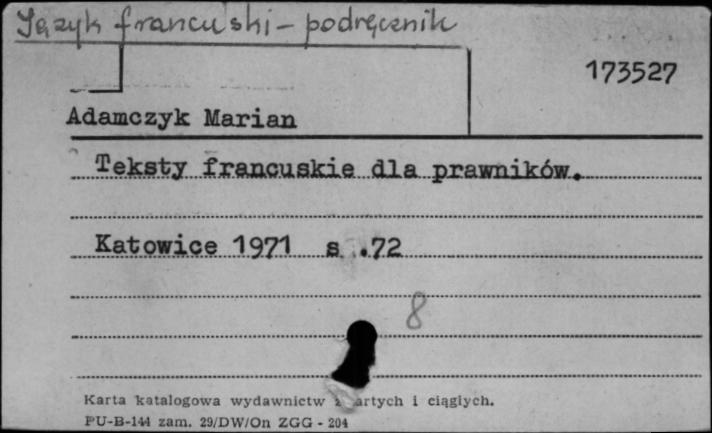 Język francuski - podręcznik
173527
Adamczyk Marian
Teksty francuskie dla prawników.
Katowice 1971 s .72
8
Karta katalogowa wydawnictw artych i ciągłych.
PU-B-144 zam. 29/DW/On ZGG - 204